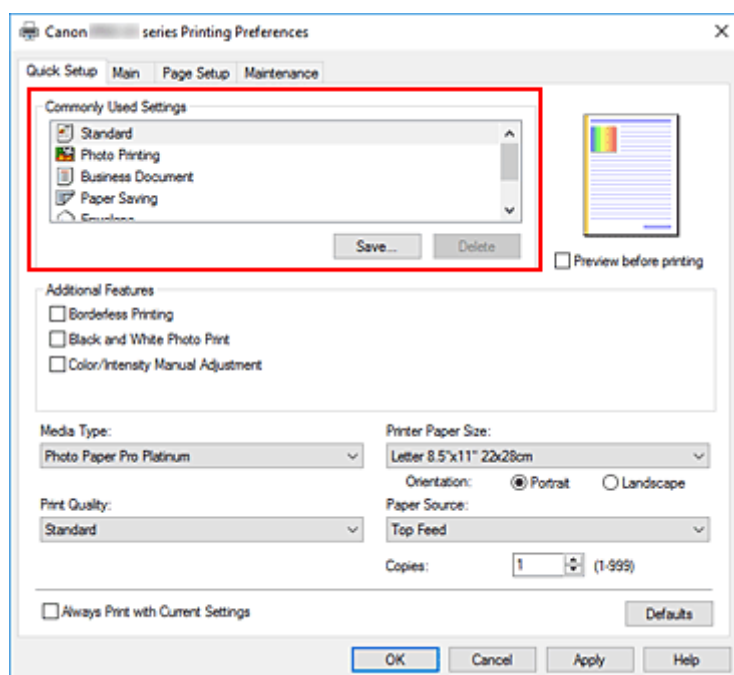 Canon series Printing Preferences
Quick Setup Main Page Setup Maintenance
Commonly Used Settings
Standard
Photo Printing
Business Document
Paper Saving
Envelope
Save... Delete
Preview before printing
Additional Features
Borderless Printing
Black and White Photo Print
Color/Intensity Manual Adjustment
Media Type: Printer Paper Size:
Photo Paper Pro Platinum Letter 8.5"x11" 22x28cm
Orientation: Portrait Landscape
Print Quality: Paper Source:
Standard Top Feed
Copies: 1 (1-999)
Always Print with Current Settings Defaults
OK Cancel Apply Help